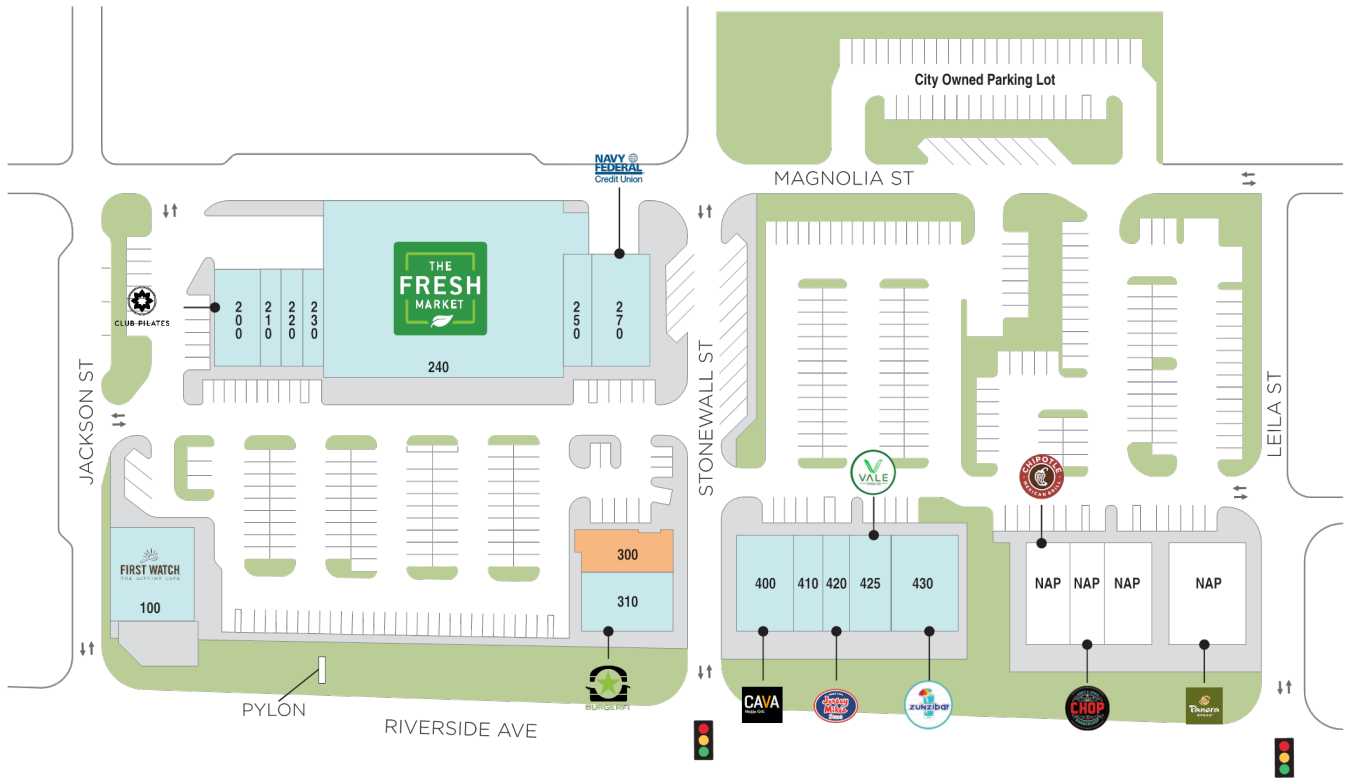 City Owned Parking Lot
NAVY
FEDERAL
Credit Union
MAGNOLIA ST
THE
FRESH
MARKET
CLUB PILATES
200
210
220
230
240
250
270
JACKSON ST
STONEWALL ST
LEILA ST
VALE
CHIPOTLE
MEXICAN GRILL
FIRST WATCH
THE DAYTIME CAFE
100
300
310
400
410
420
425
430
NAP
NAP
NAP
NAP
BURGERFI
PYLON
RIVERSIDE AVE
CAVA
Jersey
Mike's
Subs
ZUNZIbar
CHOP
Panera
BREAD